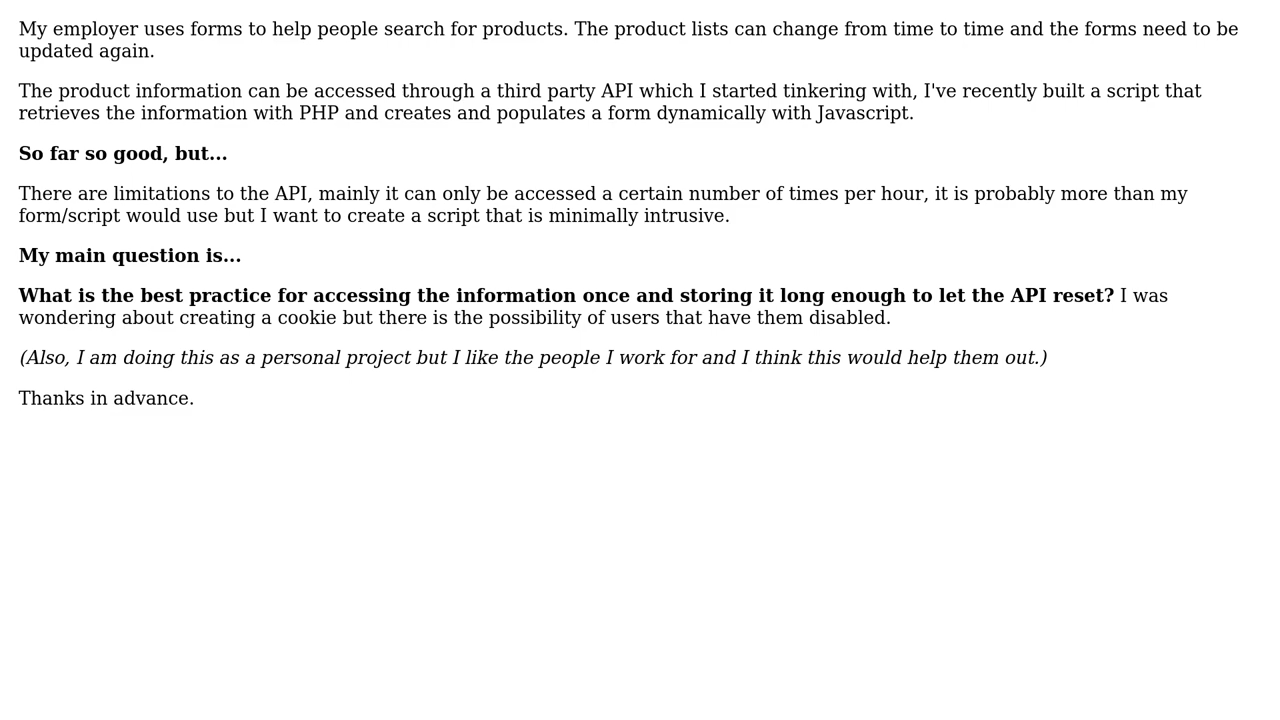 My employer uses forms to help people search for products. The product lists can change from time to time and the forms need to be
updated again.
The product information can be accessed through a third party API which I started tinkering with, I've recently built a script that
retrieves the information with PHP and creates and populates a form dynamically with Javascript.
So far so good, but...
There are limitations to the API, mainly it can only be accessed a certain number of times per hour, it is probably more than my
form/script would use but I want to create a script that is minimally intrusive.
My main question is...
What is the best practice for accessing the information once and storing it long enough to let the API reset? I was
wondering about creating a cookie but there is the possibility of users that have them disabled.
(Also, I am doing this as a personal project but I like the people I work for and I think this would help them out.)
Thanks in advance.